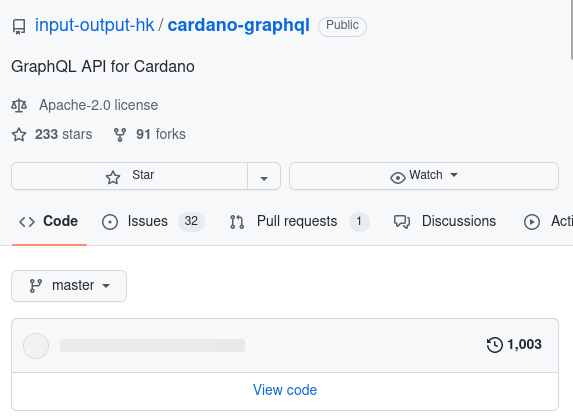 input-output-hk / cardano-graphql Public
GraphQL API for Cardano
Apache-2.0 license
233 stars 91 forks
Star Watch
Code Issues 32 Pull requests 1 Discussions Acti
master
1,003
View code